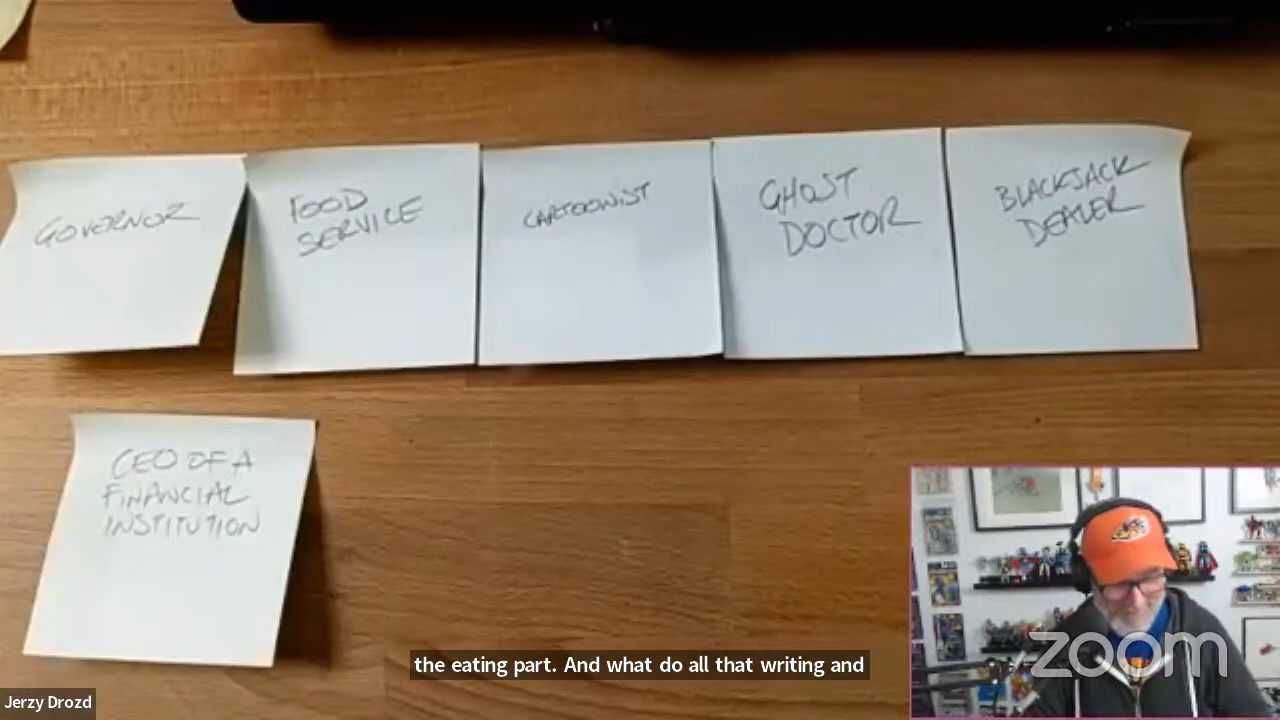 GOVERNOR
FOOD
SERVICE
CARTOONIST
GHOST
DOCTOR
BLACKJACK
DEALER
CEO OF A
FINANCIAL
INSTITUTION
the eating part. And what do all that writing and
Jerzy Drozd
zoom